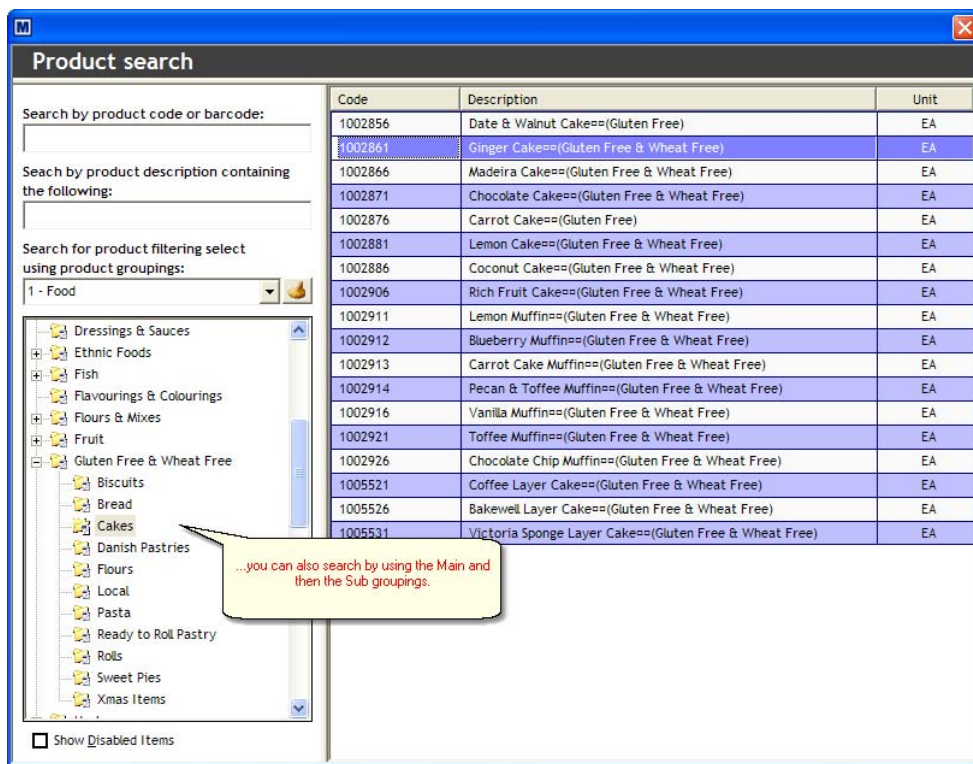 M
Product search
Search by product code or barcode:
Seach by product description containing
the following:
Search for product filtering select
using product groupings:
1 - Food
Dressings & Sauces
Ethnic Foods
Fish
Flavourings & Colourings
Flours & Mixes
Fruit
Gluten Free & Wheat Free
Biscuits
Bread
Cakes
Danish Pastries
Flours
Local
Pasta
Ready to Roll Pastry
Rolls
Sweet Pies
Xmas Items
Show Disabled Items
...you can also search by using the Main and
then the Sub groupings.
Code Description Unit
1002856 Date & Walnut Cake¤¤(Gluten Free) EA
1002861 Ginger Cake¤¤(Gluten Free & Wheat Free) EA
1002866 Madeira Cake¤¤(Gluten Free & Wheat Free) EA
1002871 Chocolate Cake¤¤(Gluten Free & Wheat Free) EA
1002876 Carrot Cake¤¤(Gluten Free) EA
1002881 Lemon Cake¤¤(Gluten Free & Wheat Free) EA
1002886 Coconut Cake¤¤(Gluten Free & Wheat Free) EA
1002906 Rich Fruit Cake¤¤(Gluten Free & Wheat Free) EA
1002911 Lemon Muffin¤¤(Gluten Free & Wheat Free) EA
1002912 Blueberry Muffin¤¤(Gluten Free & Wheat Free) EA
1002913 Carrot Cake Muffin¤¤(Gluten Free & Wheat Free) EA
1002914 Pecan & Toffee Muffin¤¤(Gluten Free & Wheat Free) EA
1002916 Vanilla Muffin¤¤(Gluten Free & Wheat Free) EA
1002921 Toffee Muffin¤¤(Gluten Free & Wheat Free) EA
1002926 Chocolate Chip Muffin¤¤(Gluten Free & Wheat Free) EA
1005521 Coffee Layer Cake¤¤(Gluten Free & Wheat Free) EA
1005526 Bakewell Layer Cake¤¤(Gluten Free & Wheat Free) EA
1005531 Victoria Sponge Layer Cake¤¤(Gluten Free & Wheat Free) EA